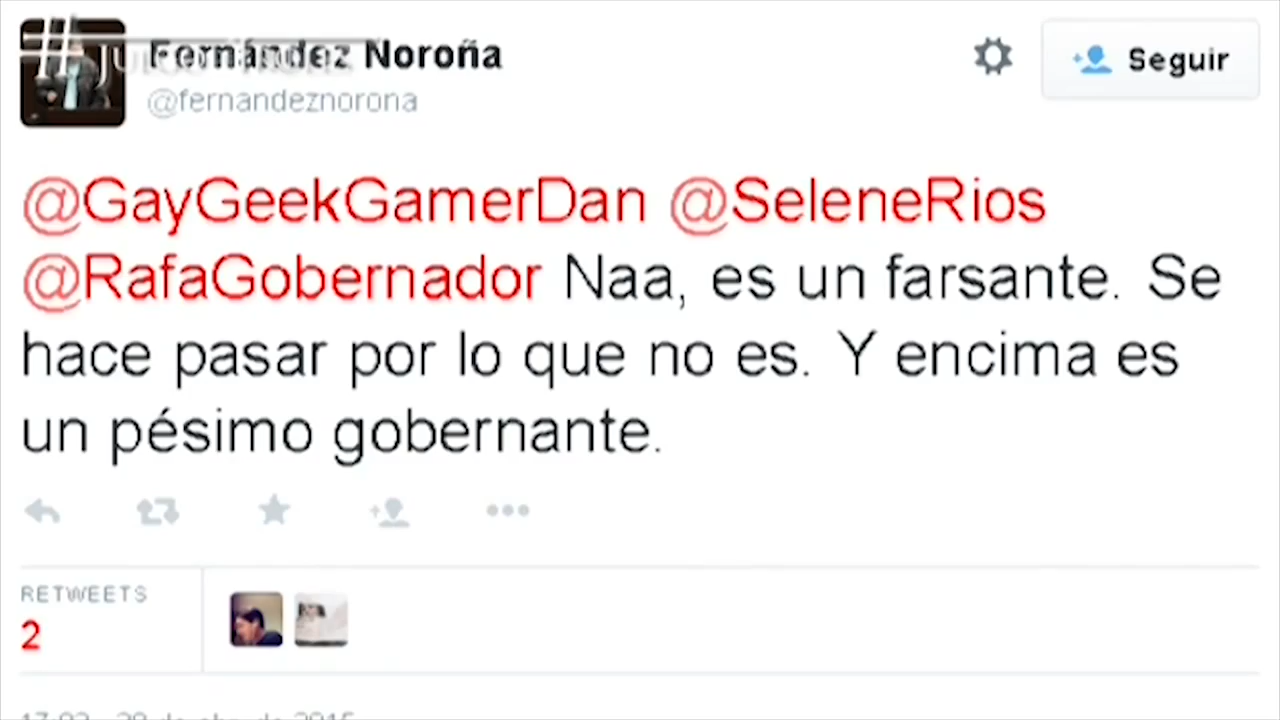 Fernández Noroña
@fernandeznorona
Seguir
@GayGeekGamerDan @SeleneRios
@RafaGobernador Naa, es un farsante. Se
hace pasar por lo que no es. Y encima es
un pésimo gobernante.
RETWEETS
2